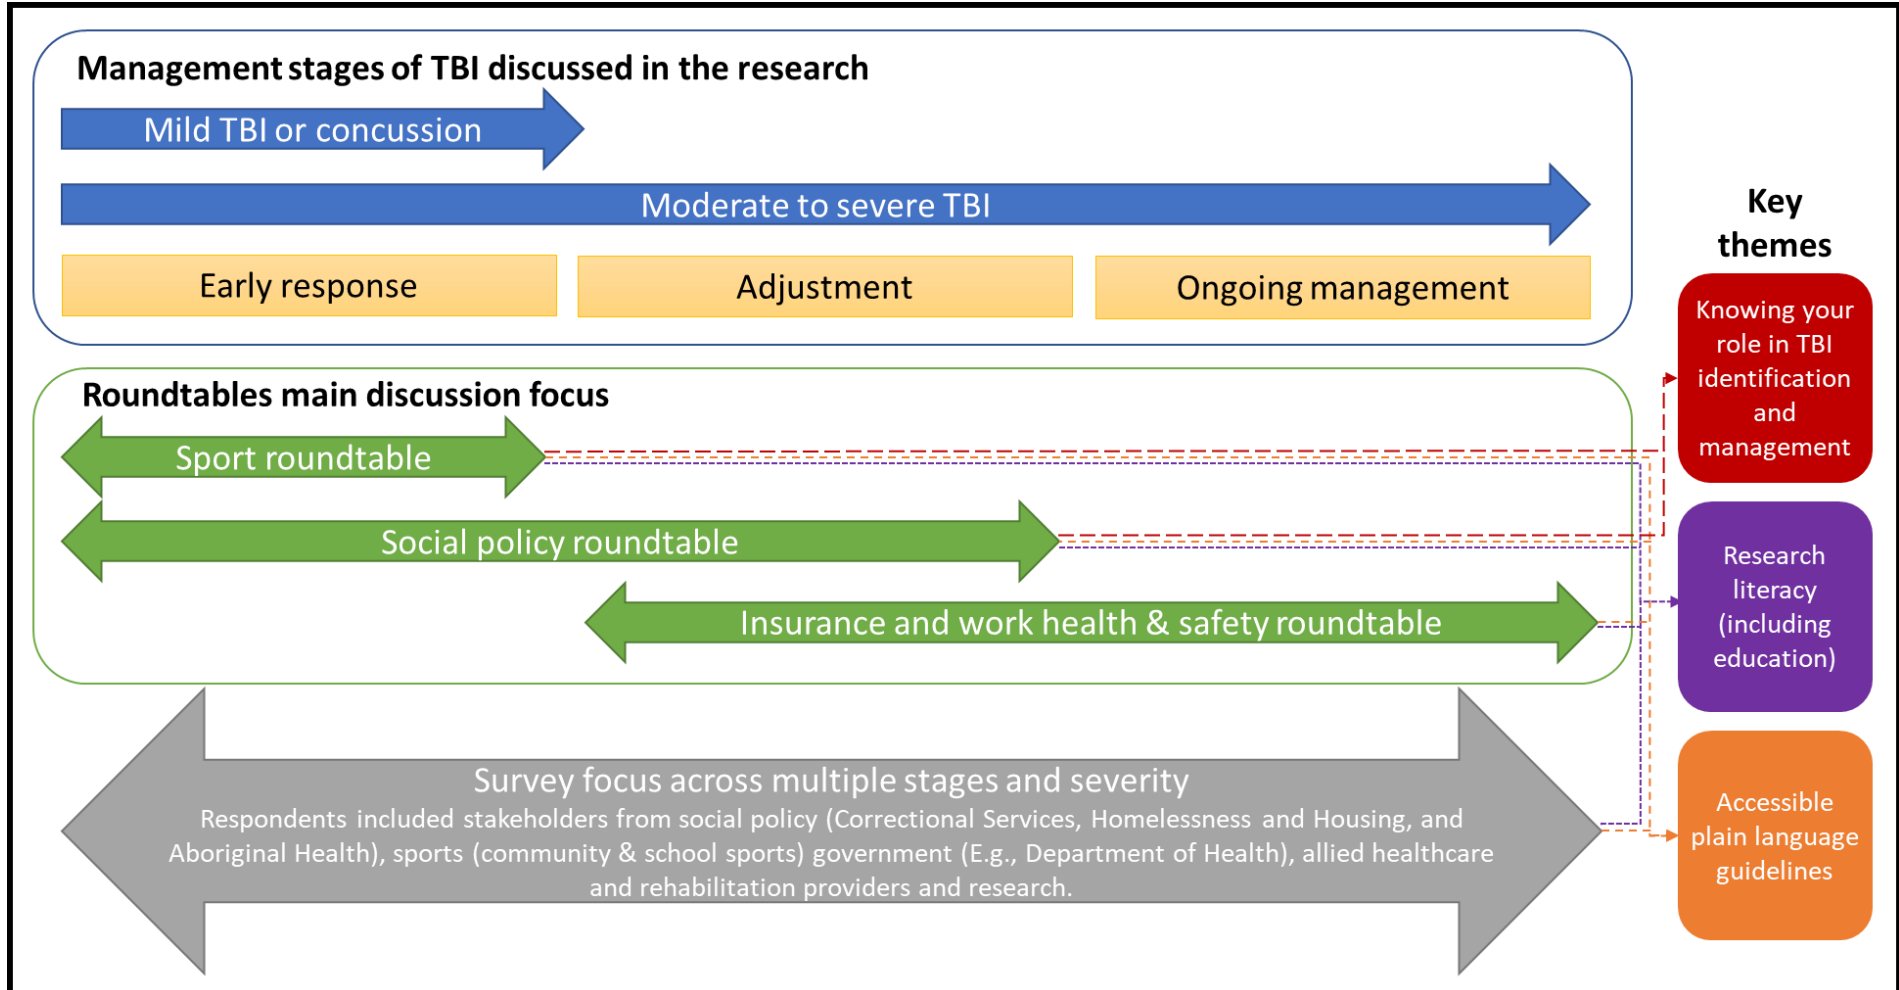 Management stages of TBI discussed in the research
Mild TBI or concussion
Moderate to severe TBI
Early response
Adjustment
Ongoing management
Roundtables main discussion focus
Sport roundtable
Social policy roundtable
Insurance and work health & safety roundtable
Survey focus across multiple stages and severity
Respondents included stakeholders from social policy (Correctional Services, Homelessness and Housing, and
Aboriginal Health), sports (community & school sports) government (E.g., Department of Health), allied healthcare
and rehabilitation providers and research.
Key
themes
Knowing your
role in TBI
identification
and
management
Research
literacy
(including
education)
Accessible
plain language
guidelines